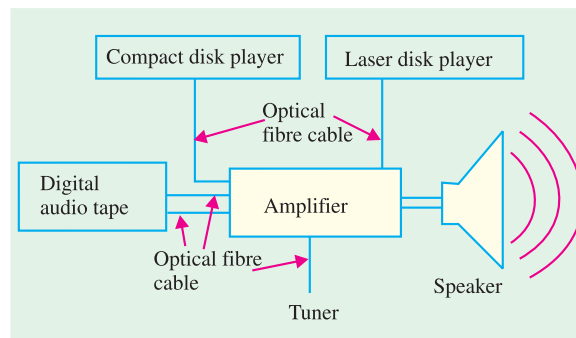 Compact disk player
Laser disk player
Optical
fibre cable
Digital
audio tape
Amplifier
Optical fibre
cable
Speaker
Tuner